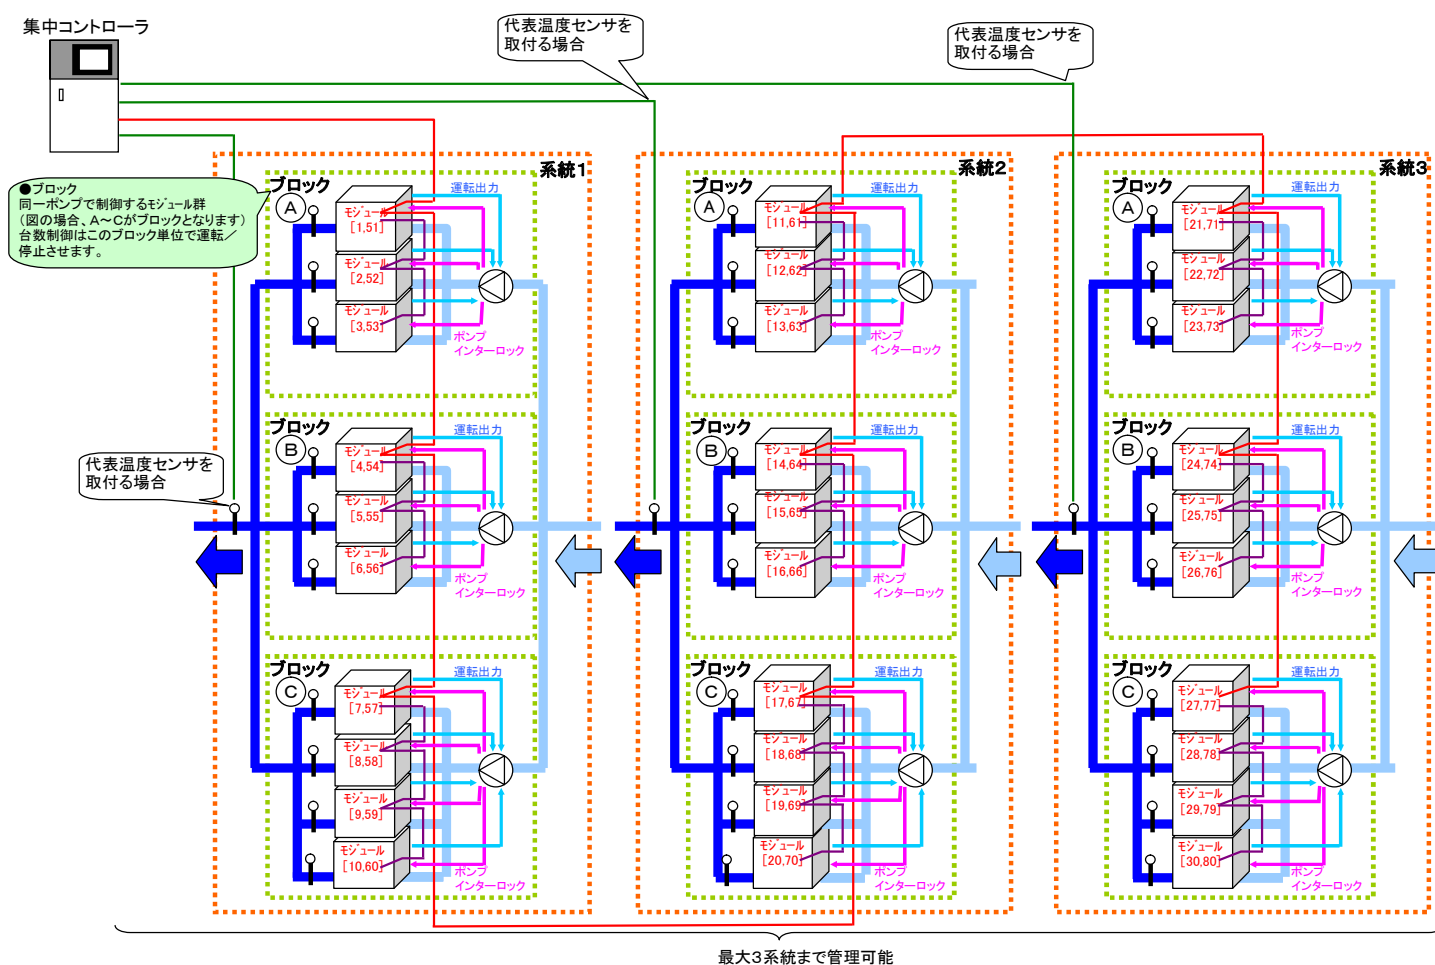 集中コントローラ
代表温度センサを
取付る場合
代表温度センサを
取付る場合
●ブロック
同一ポンプで制御するモジュール群
(図の場合、A～Cがブロックとなります)
台数制御はこのブロック単位で運転／
停止させます。
代表温度センサを
取付る場合
系統1
ブロック
A
運転出力
モジュール
[1,51]
モジュール
[2,52]
モジュール
[3,53]
ポンプ
インターロック
ブロック
B
運転出力
モジュール
[4,54]
モジュール
[5,55]
モジュール
[6,56]
ポンプ
インターロック
ブロック
C
運転出力
モジュール
[7,57]
モジュール
[8,58]
モジュール
[9,59]
モジュール
[10,60]
ポンプ
インターロック
系統2
ブロック
A
運転出力
モジュール
[11,61]
モジュール
[12,62]
モジュール
[13,63]
ポンプ
インターロック
ブロック
B
運転出力
モジュール
[14,64]
モジュール
[15,65]
モジュール
[16,66]
ポンプ
インターロック
ブロック
C
運転出力
モジュール
[17,67]
モジュール
[18,68]
モジュール
[19,69]
モジュール
[20,70]
ポンプ
インターロック
系統3
ブロック
A
運転出力
モジュール
[21,71]
モジュール
[22,72]
モジュール
[23,73]
ポンプ
インターロック
ブロック
B
運転出力
モジュール
[24,74]
モジュール
[25,75]
モジュール
[26,76]
ポンプ
インターロック
ブロック
C
運転出力
モジュール
[27,77]
モジュール
[28,78]
モジュール
[29,79]
モジュール
[30,80]
ポンプ
インターロック
最大3系統まで管理可能